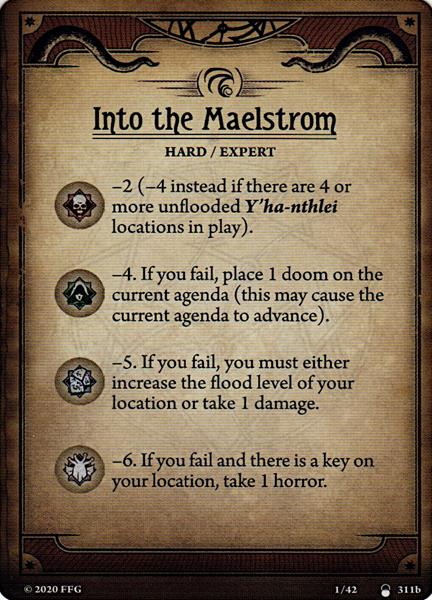 Into the Maelstrom
HARD / EXPERT
–2 (–4 instead if there are 4 or
more unflooded Y’ha-nthlei
locations in play).
–4. If you fail, place 1 doom on the
current agenda (this may cause the
current agenda to advance).
–5. If you fail, you must either
increase the flood level of your
location or take 1 damage.
–6. If you fail and there is a key on
your location, take 1 horror.
© 2020 FFG 1/42 311b